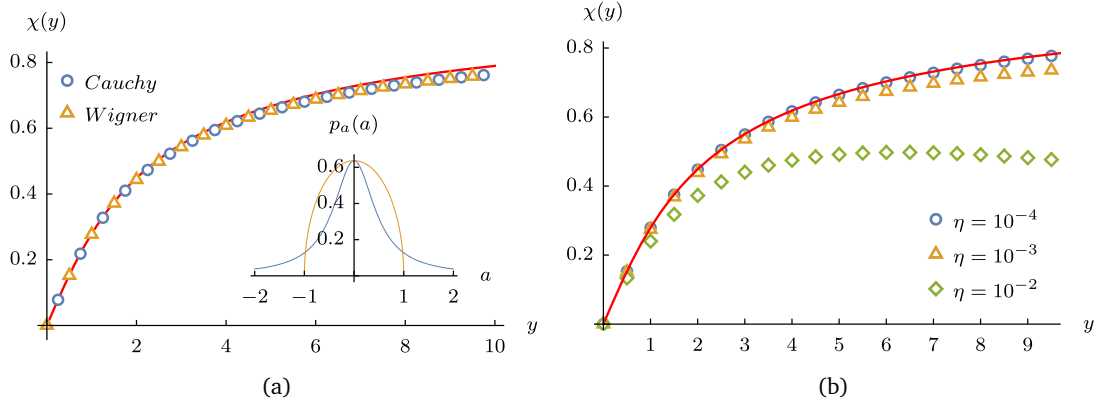 χ(y)
0.8
0.6
0.4
0.2
2
4
6
8
10
y
Cauchy
Wigner
p_a(a)
0.6
0.4
0.2
−2
−1
1
2
a
(a)
χ(y)
0.8
0.6
0.4
0.2
1
2
3
4
5
6
7
8
9
y
η = 10⁻⁴
η = 10⁻³
η = 10⁻²
(b)